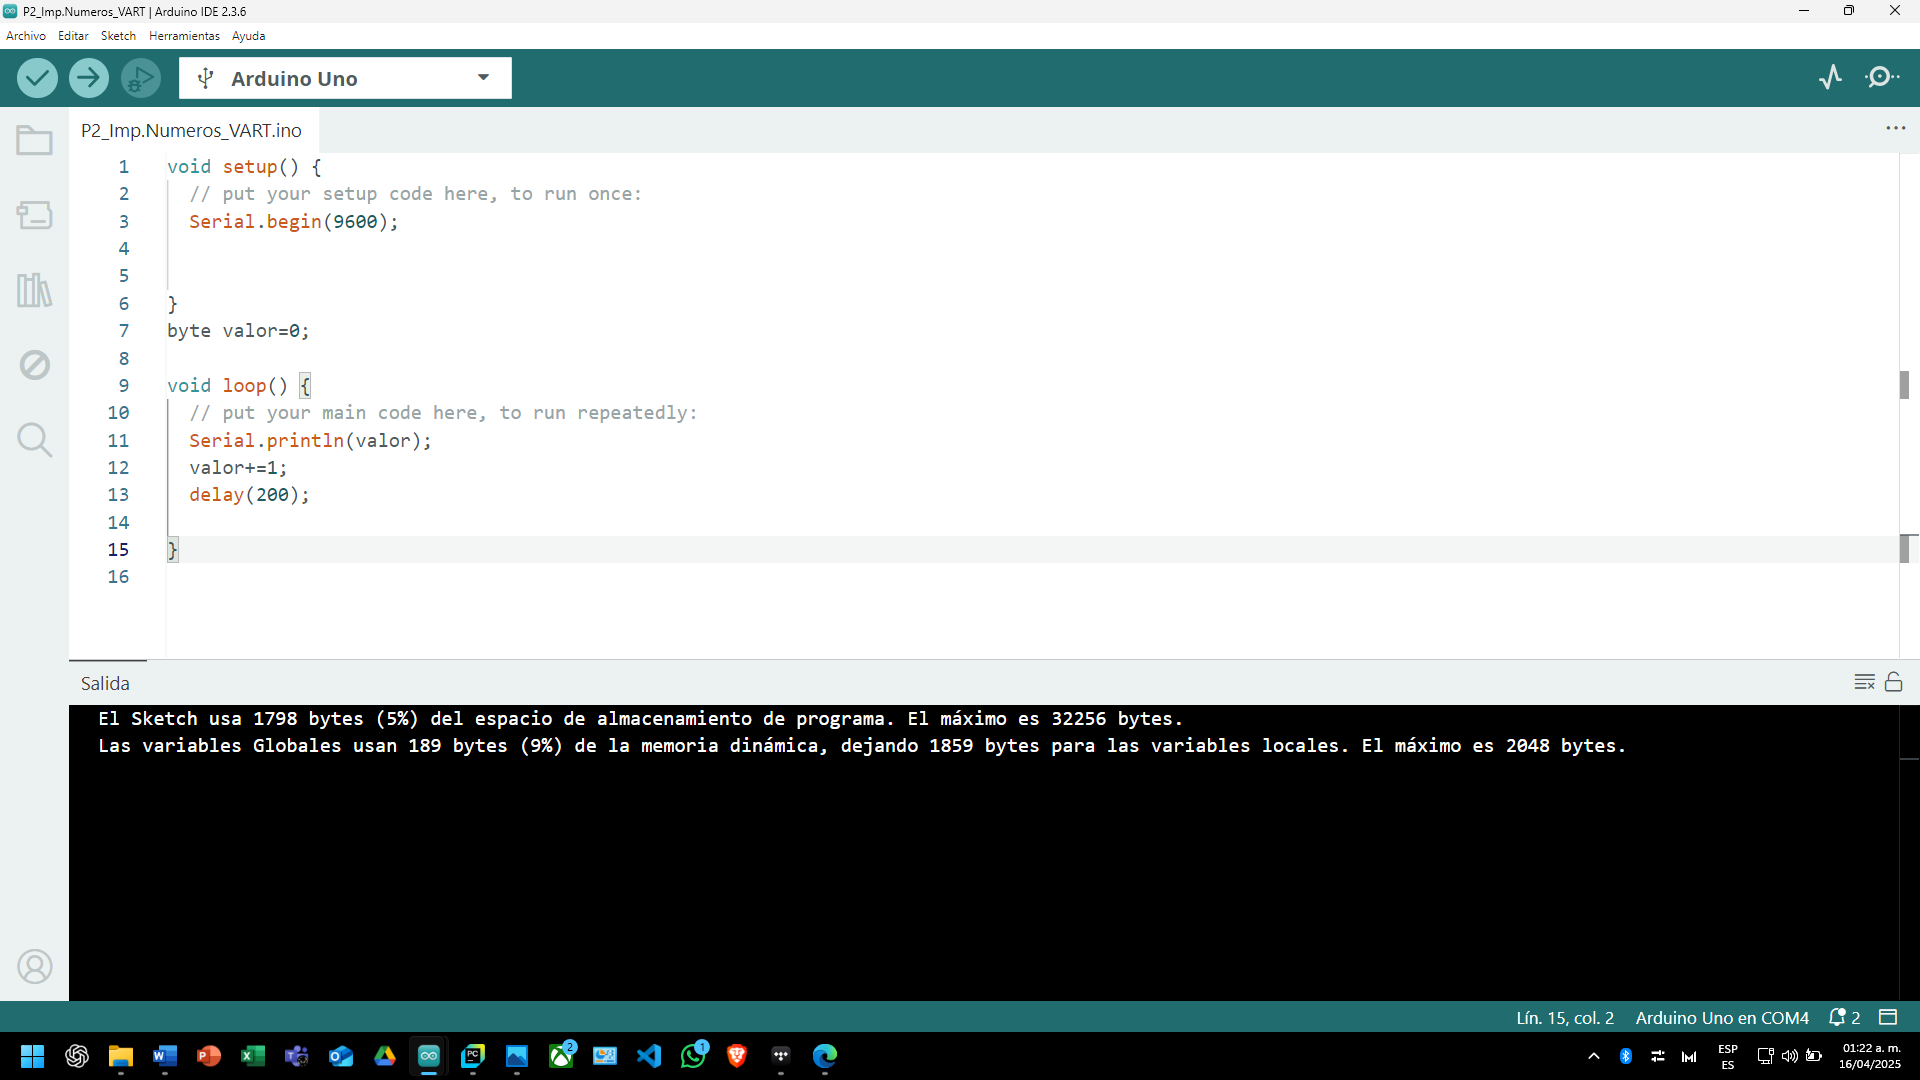 P2_Imp.Numeros_VART | Arduino IDE 2.3.6
Archivo Editar Sketch Herramientas Ayuda
Arduino Uno
P2_Imp.Numeros_VART.ino
1 void setup() {
2 // put your setup code here, to run once:
3 Serial.begin(9600);
4
5
6 }
7 byte valor=0;
8
9 void loop() {
10 // put your main code here, to run repeatedly:
11 Serial.println(valor);
12 valor+=1;
13 delay(200);
14
15 }
16
Salida
El Sketch usa 1798 bytes (5%) del espacio de almacenamiento de programa. El máximo es 32256 bytes.
Las variables Globales usan 189 bytes (9%) de la memoria dinámica, dejando 1859 bytes para las variables locales. El máximo es 2048 bytes.
Lín. 15, col. 2 Arduino Uno en COM4 2
2 1
ESP
ES
01:22 a. m.
16/04/2025